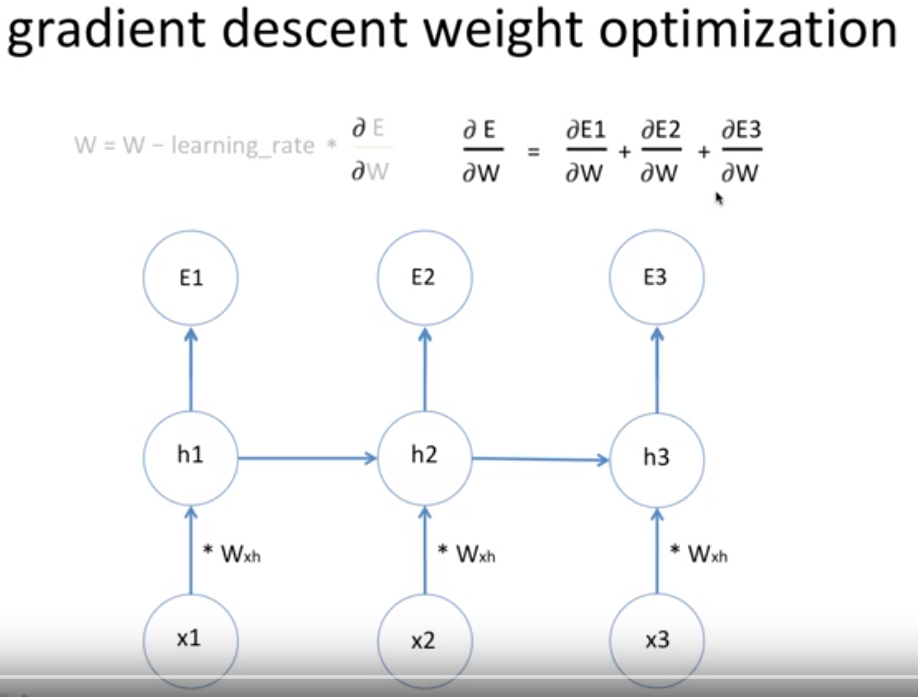 gradient descent weight optimization
W = W – learning_rate * ∂E/∂W    ∂E/∂W = ∂E1/∂W + ∂E2/∂W + ∂E3/∂W
E1 E2 E3
h1 h2 h3
* Wxh * Wxh * Wxh
x1 x2 x3